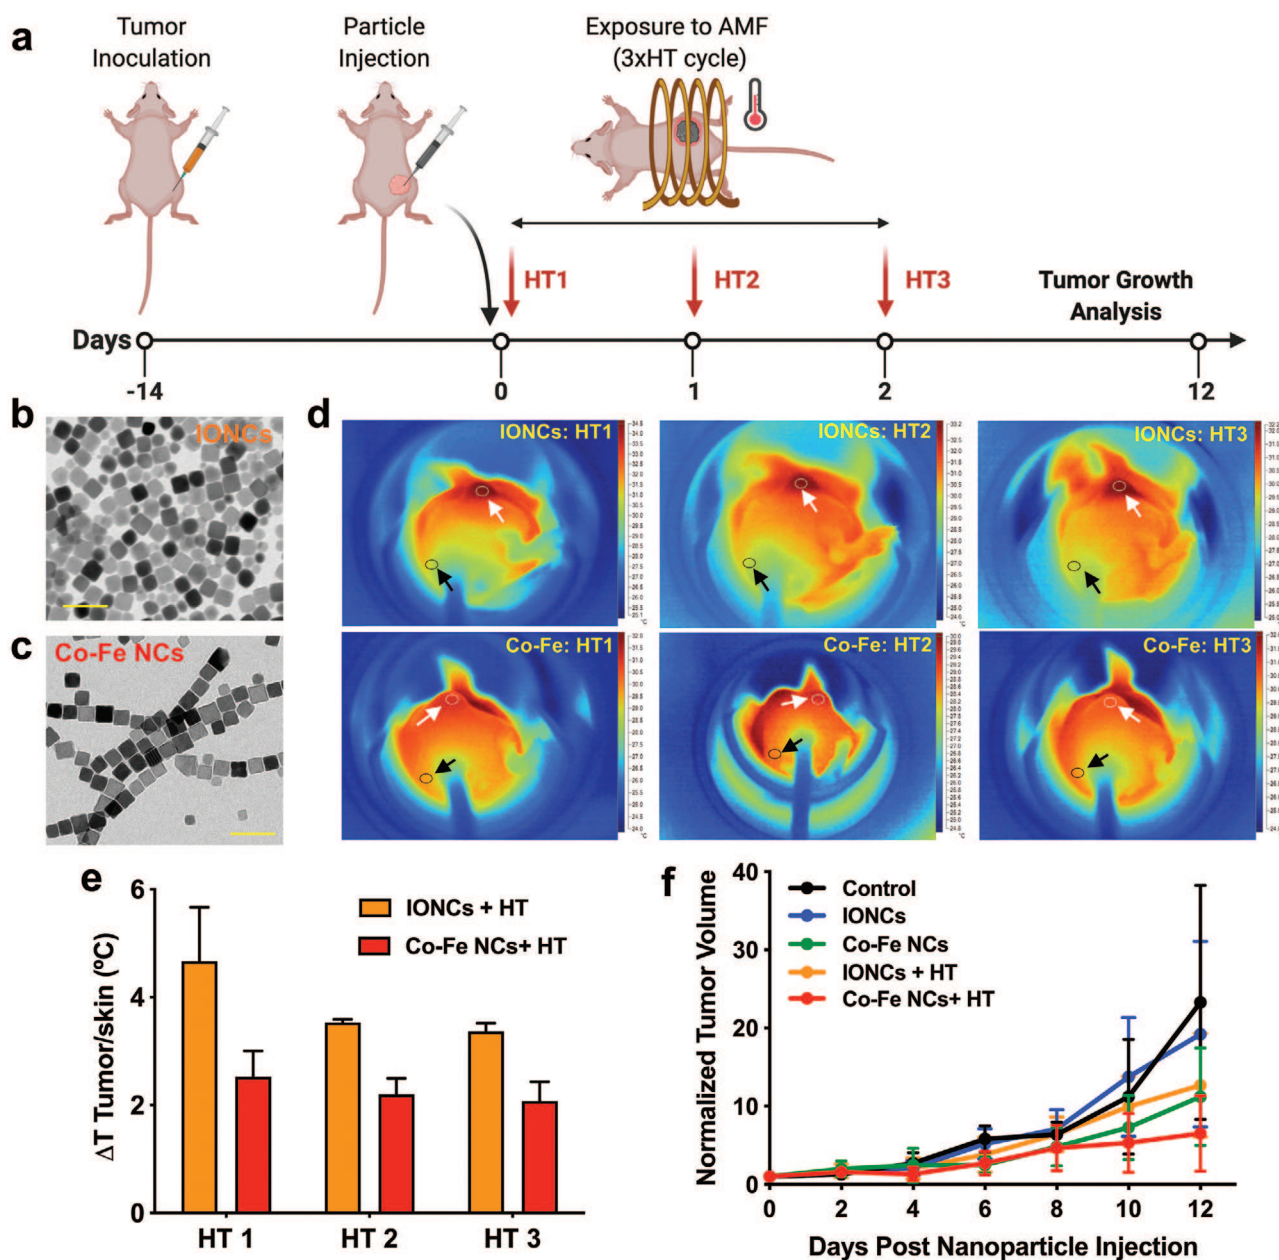 a
Tumor
Inoculation
Particle
Injection
Exposure to AMF
(3xHT cycle)
HT1
HT2
HT3
Tumor Growth
Analysis
Days
-14
0
1
2
12
b
IONCs
c
Co-Fe NCs
d
IONCs: HT1
IONCs: HT2
IONCs: HT3
Co-Fe: HT1
Co-Fe: HT2
Co-Fe: HT3
e
ΔT Tumor/skin (ºC)
6
4
2
0
IONCs + HT
Co-Fe NCs+ HT
HT 1
HT 2
HT 3
f
Normalized Tumor Volume
40
30
20
10
0
Control
IONCs
Co-Fe NCs
IONCs + HT
Co-Fe NCs+ HT
0 2 4 6 8 10 12
Days Post Nanoparticle Injection